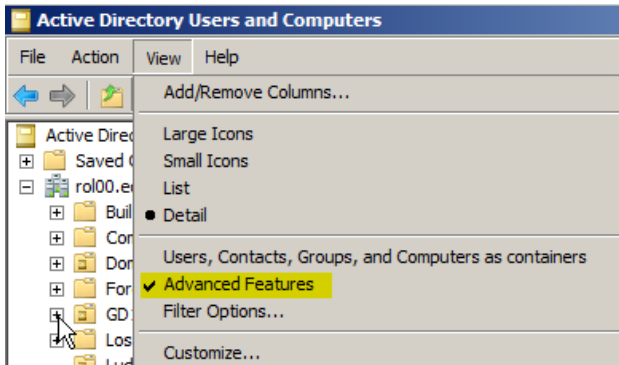 Active Directory Users and Computers
File Action View Help
Add/Remove Columns...
Active Direc
Large Icons
Saved
Small Icons
rol00.e
List
Buil
Detail
Con
Users, Contacts, Groups, and Computers as containers
Dom
For
Advanced Features
GD
Filter Options...
Los
Customize...